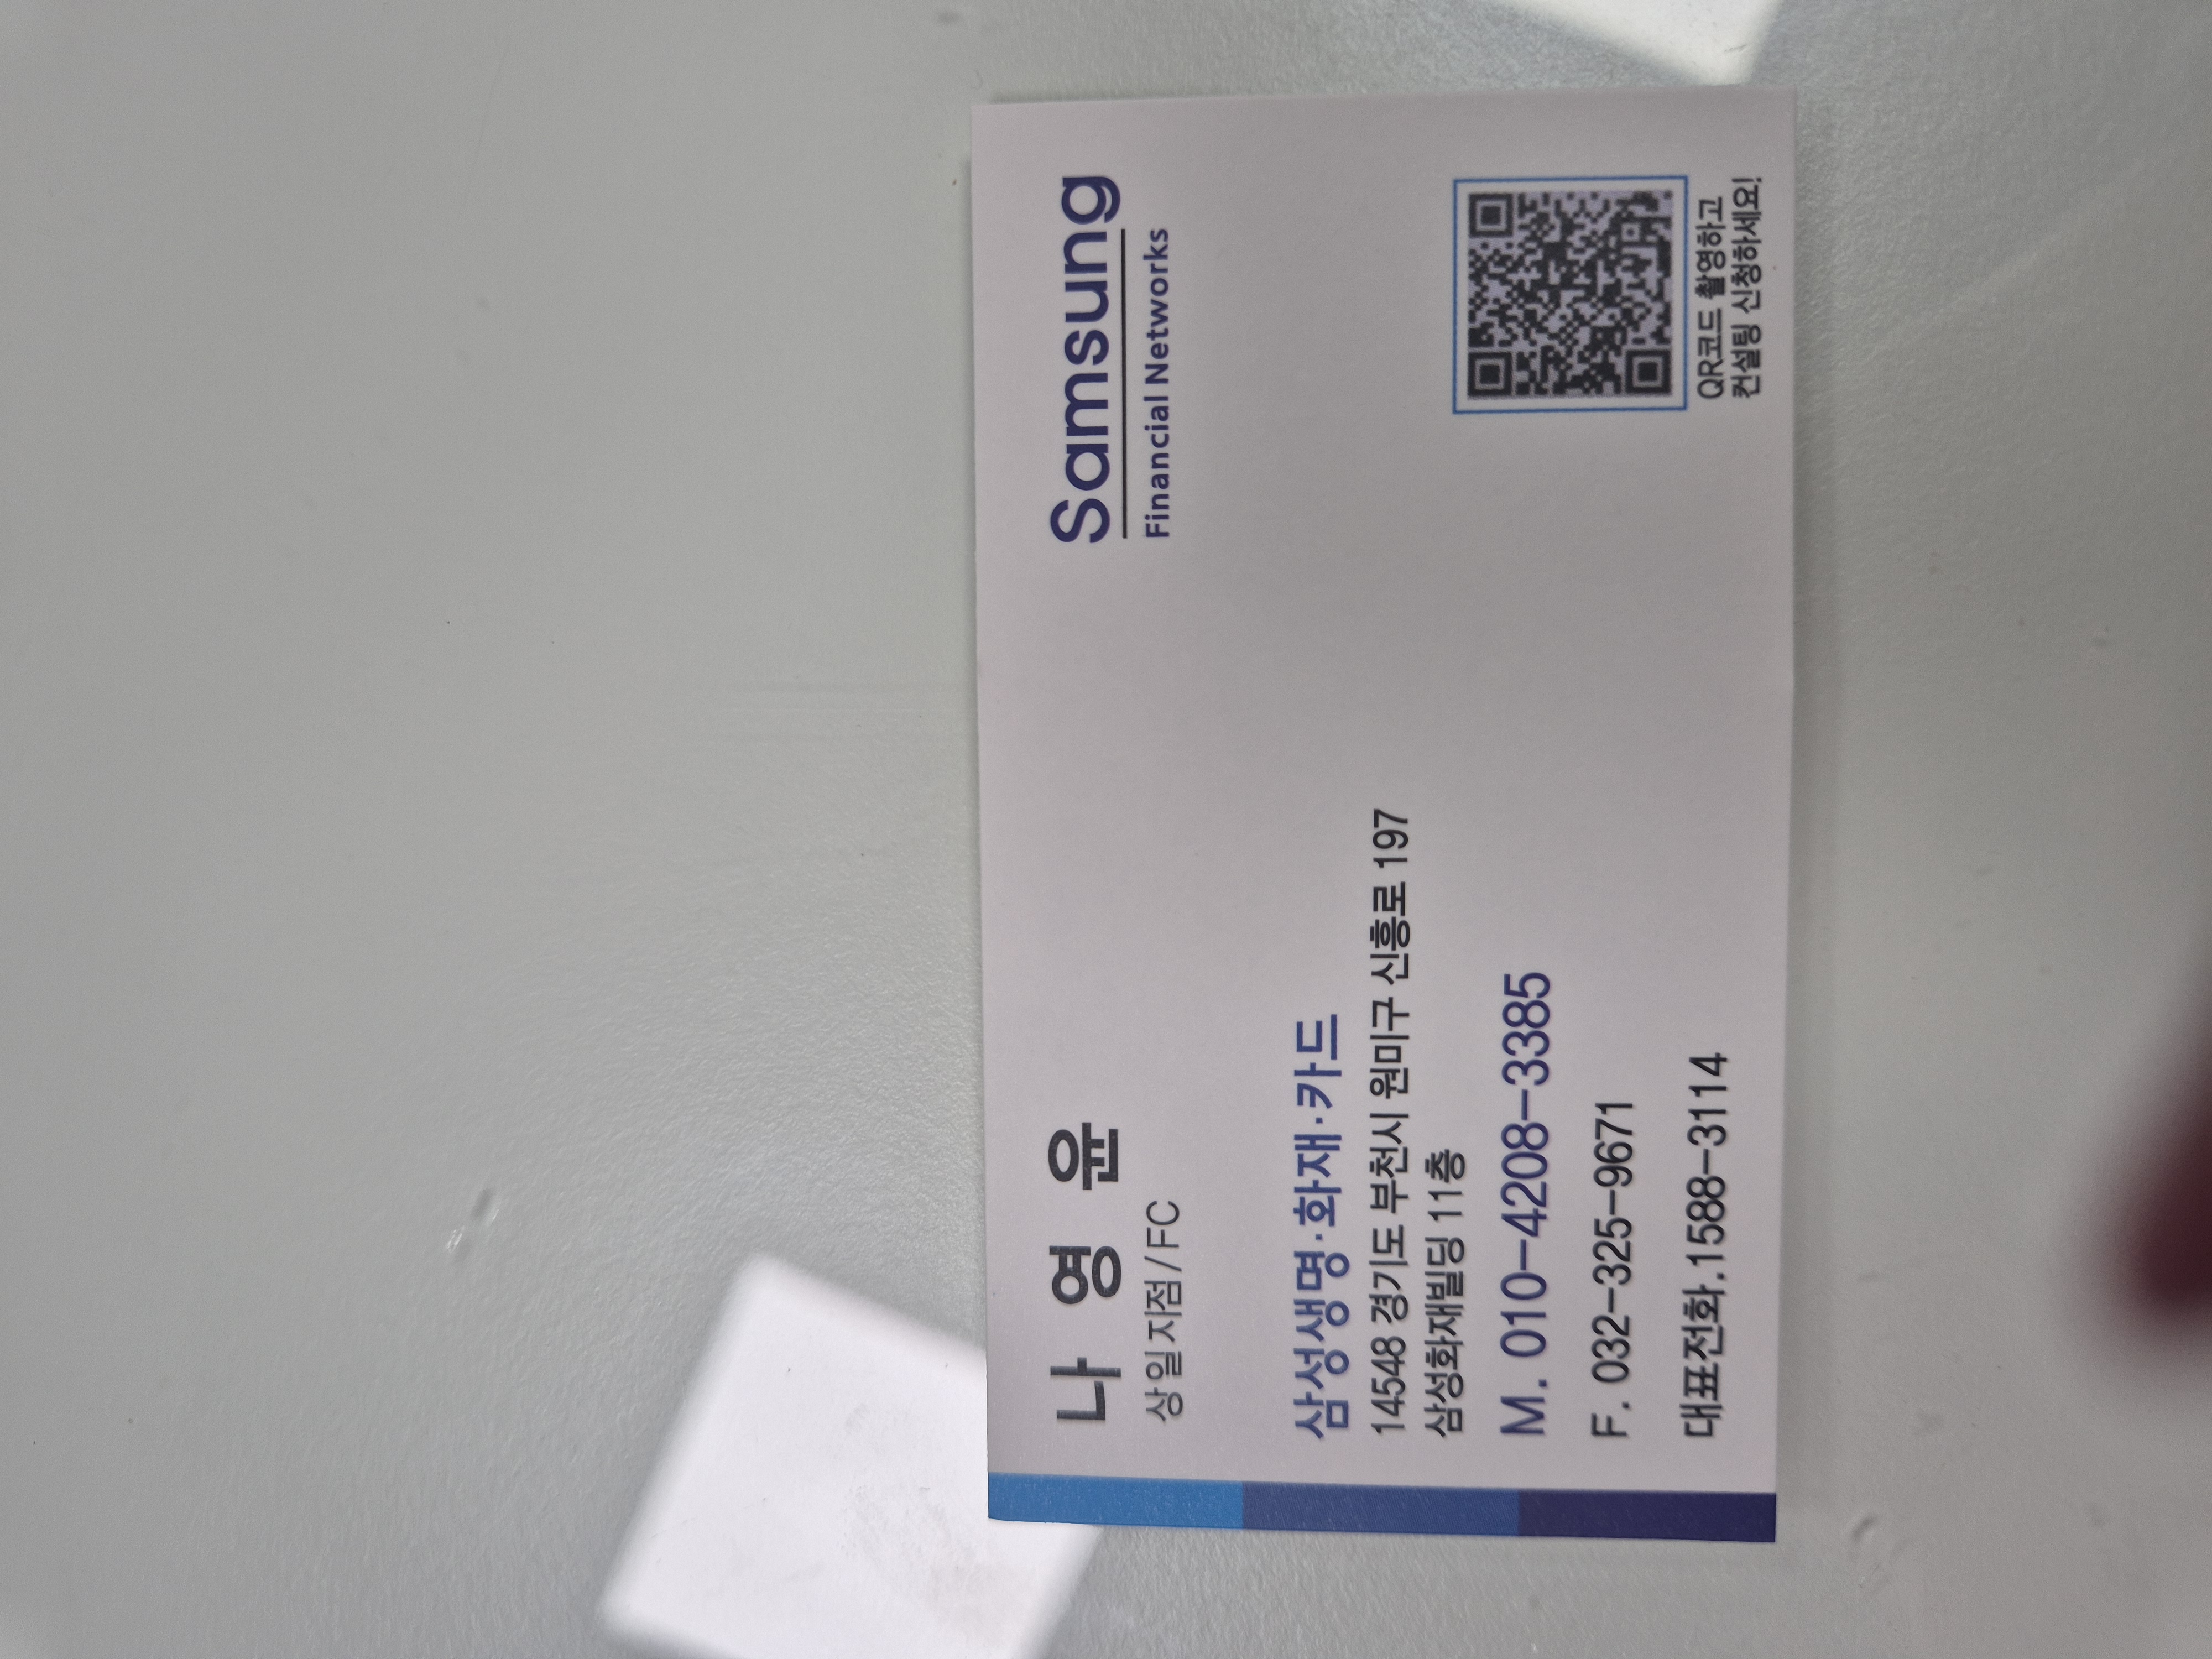 나 영 윤
상일지점/FC
Samsung
Financial Networks
삼성생명·화재·카드
14548 경기도 부천시 원미구 신흥로 197
삼성화재빌딩 11층
M. 010-4208-3385
F. 032-325-9671
대표전화.1588-3114
QR코드 촬영하고
컨설팅 신청하세요!